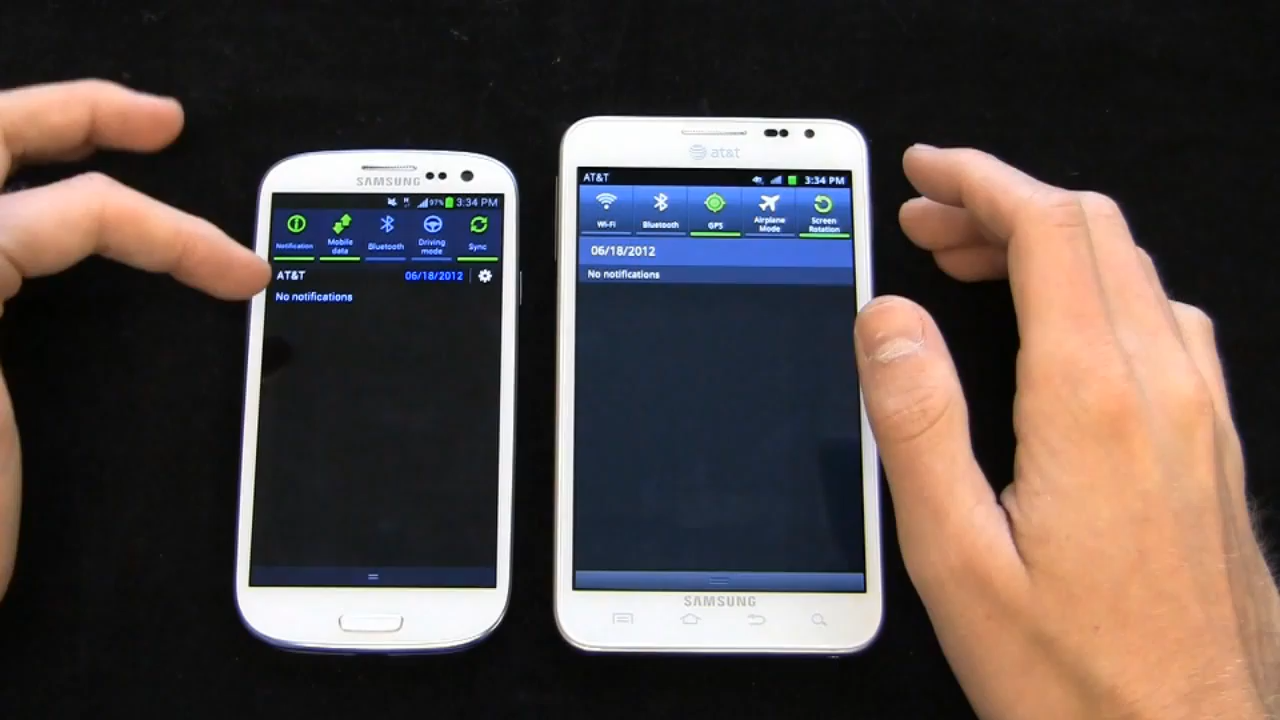 SAMSUNG
97% 3:34 PM
Notification
Mobile data
Bluetooth
Driving mode
Sync
AT&T 06/18/2012
No notifications
at&t
AT&T 3:34 PM
Wi-Fi
Bluetooth
GPS
Airplane Mode
Screen Rotation
06/18/2012
No notifications
SAMSUNG